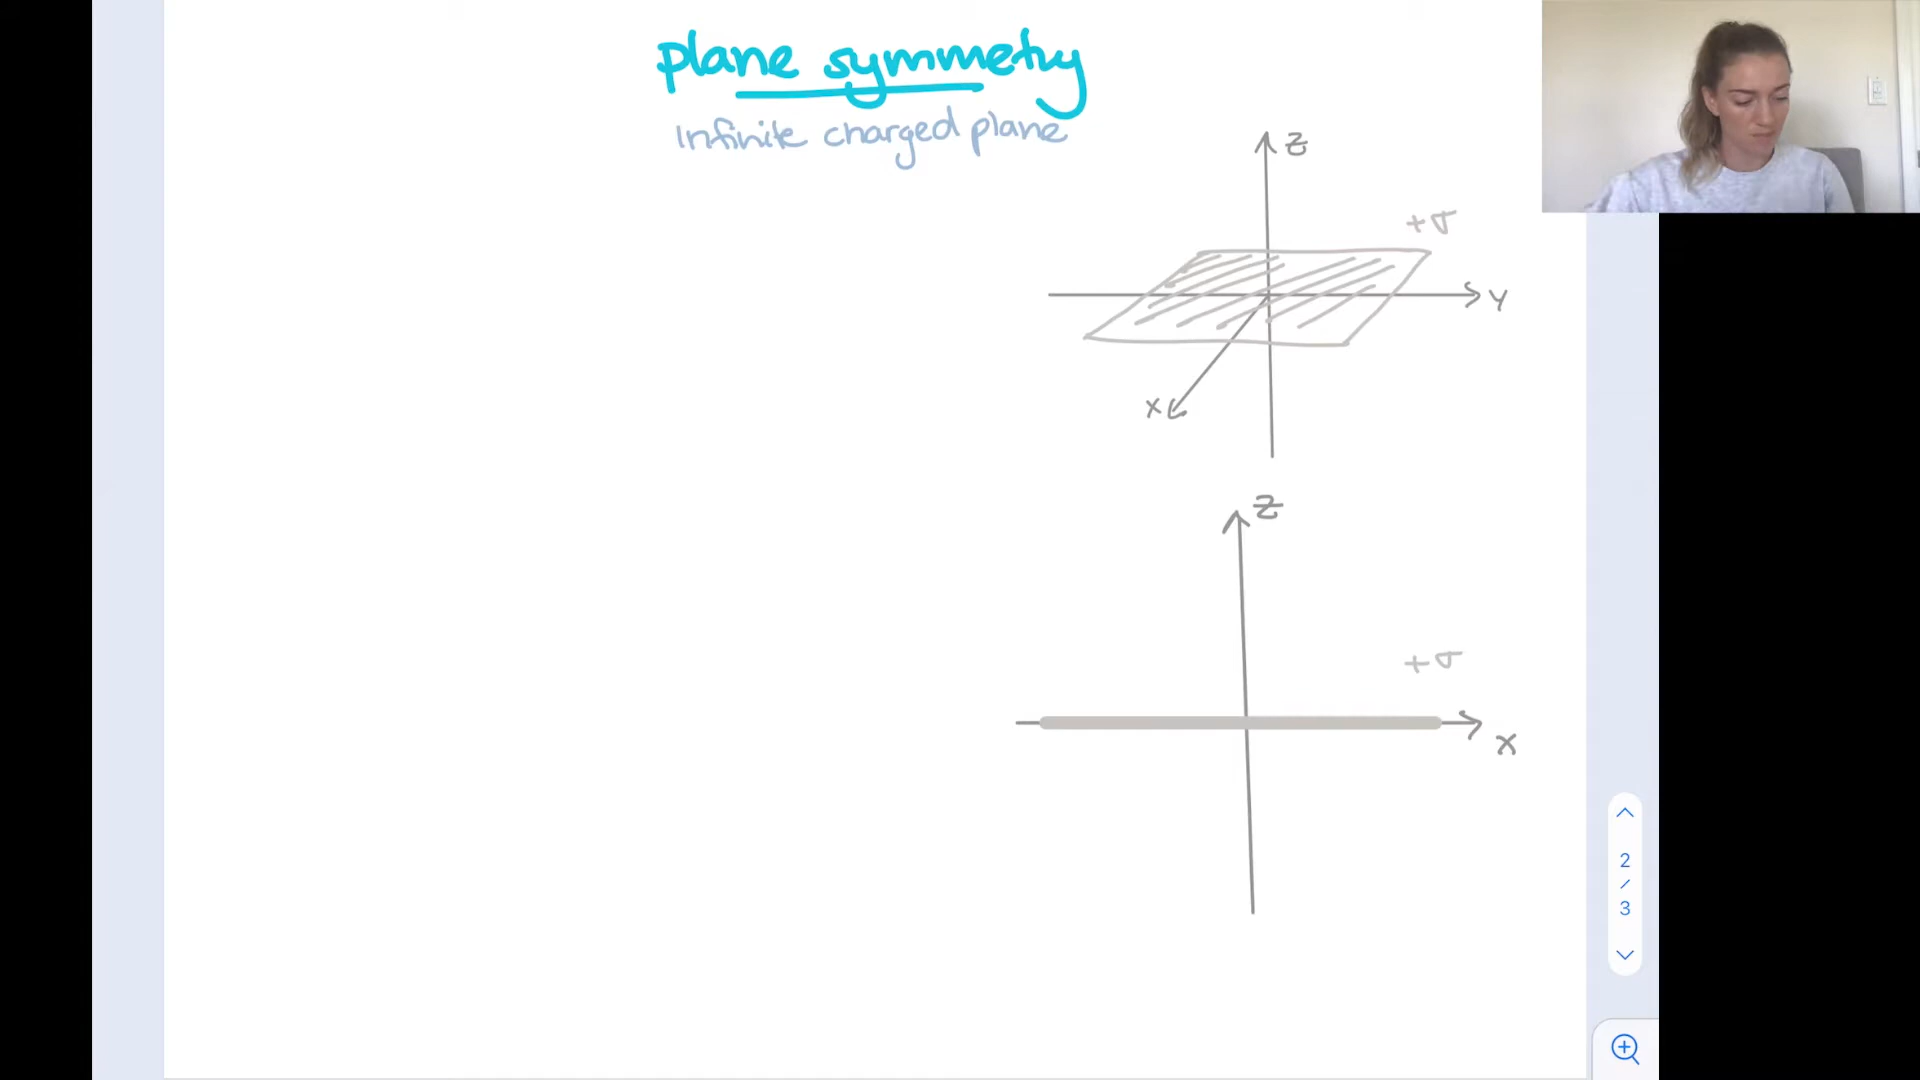 plane symmetry
Infinite charged plane
z
+σ
y
x
z
+σ
x
2
/
3